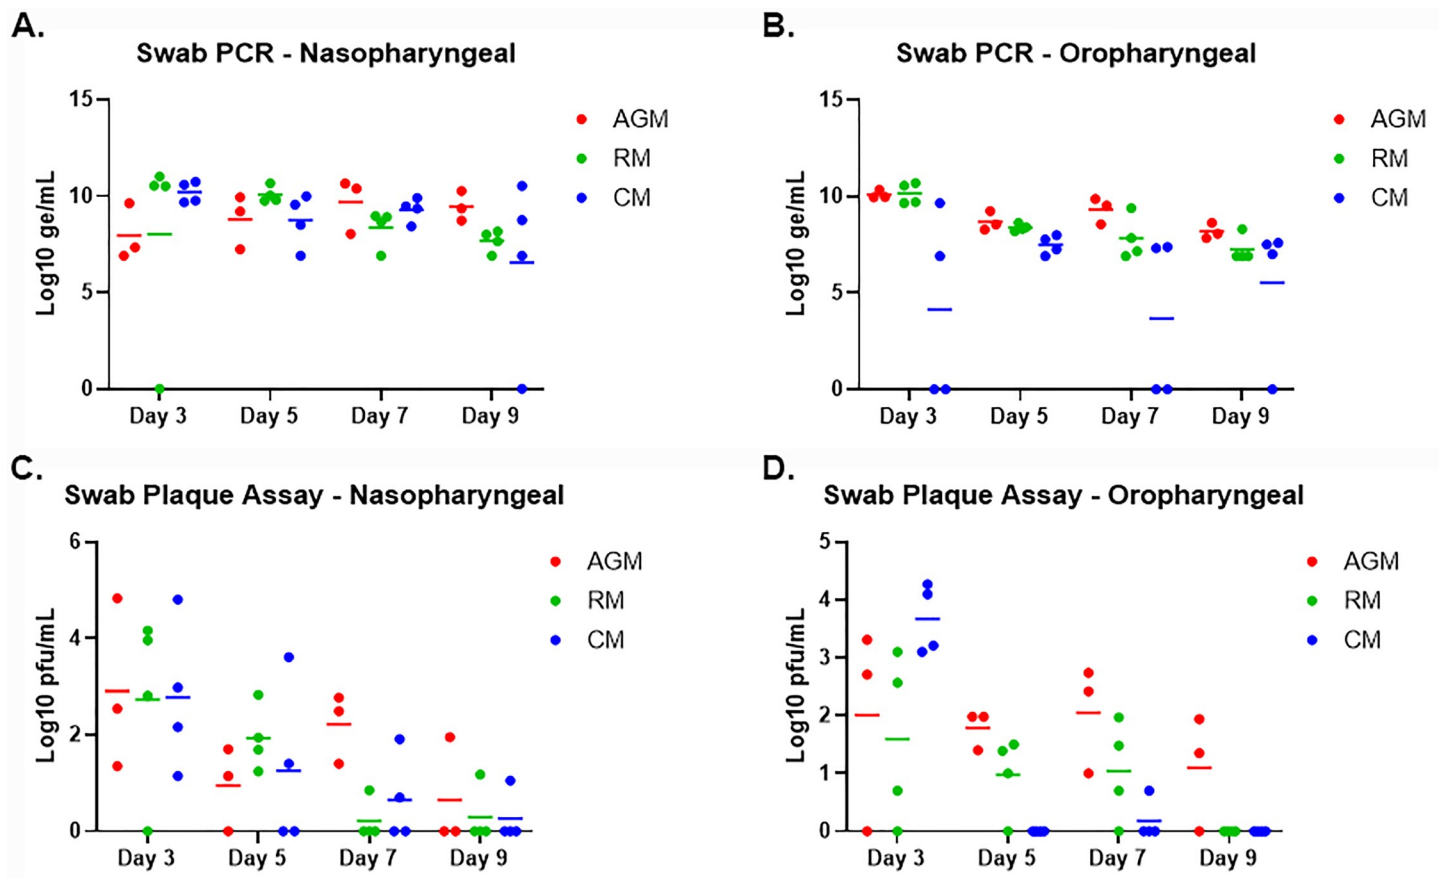 A.
Swab PCR - Nasopharyngeal
15
10
5
0
Log10 ge/mL
Day 3
Day 5
Day 7
Day 9
AGM
RM
CM
B.
Swab PCR - Oropharyngeal
15
10
5
0
Log10 ge/mL
Day 3
Day 5
Day 7
Day 9
AGM
RM
CM
C.
Swab Plaque Assay - Nasopharyngeal
6
4
2
0
Log10 pfu/mL
Day 3
Day 5
Day 7
Day 9
AGM
RM
CM
D.
Swab Plaque Assay - Oropharyngeal
5
4
3
2
1
0
Log10 pfu/mL
Day 3
Day 5
Day 7
Day 9
AGM
RM
CM